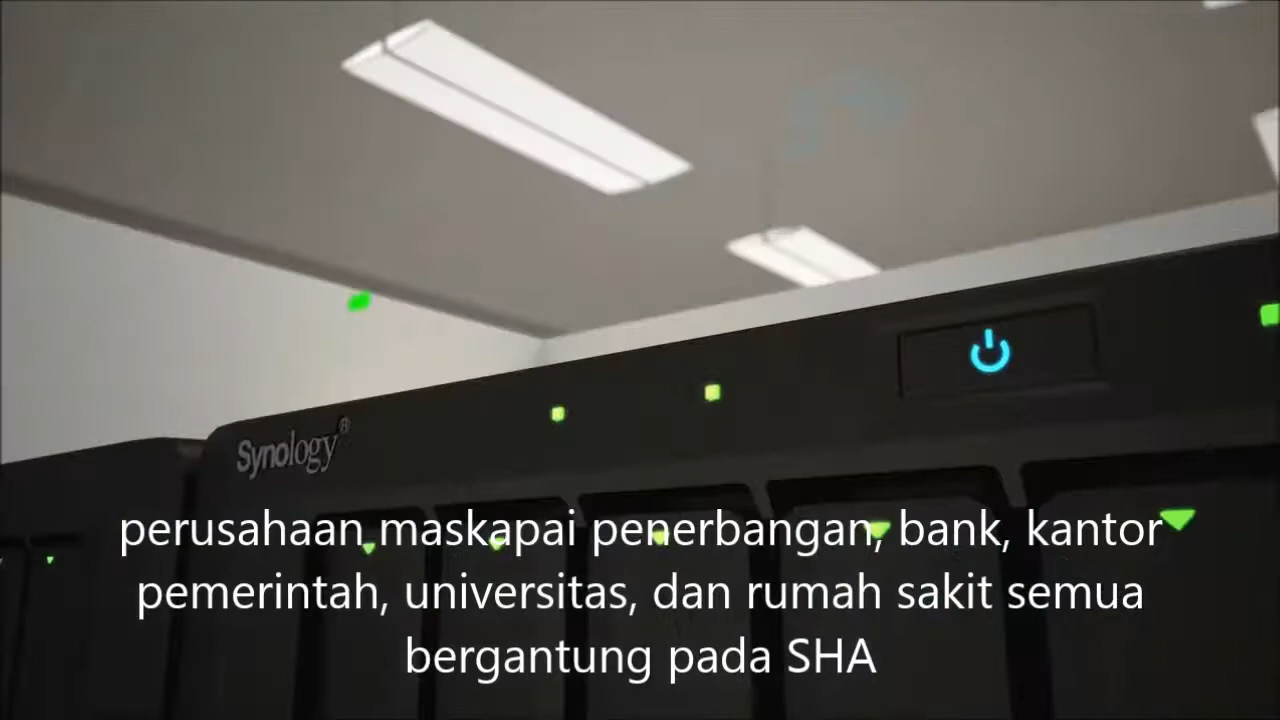 Synology®
perusahaan maskapai penerbangan, bank, kantor
pemerintah, universitas, dan rumah sakit semua
bergantung pada SHA